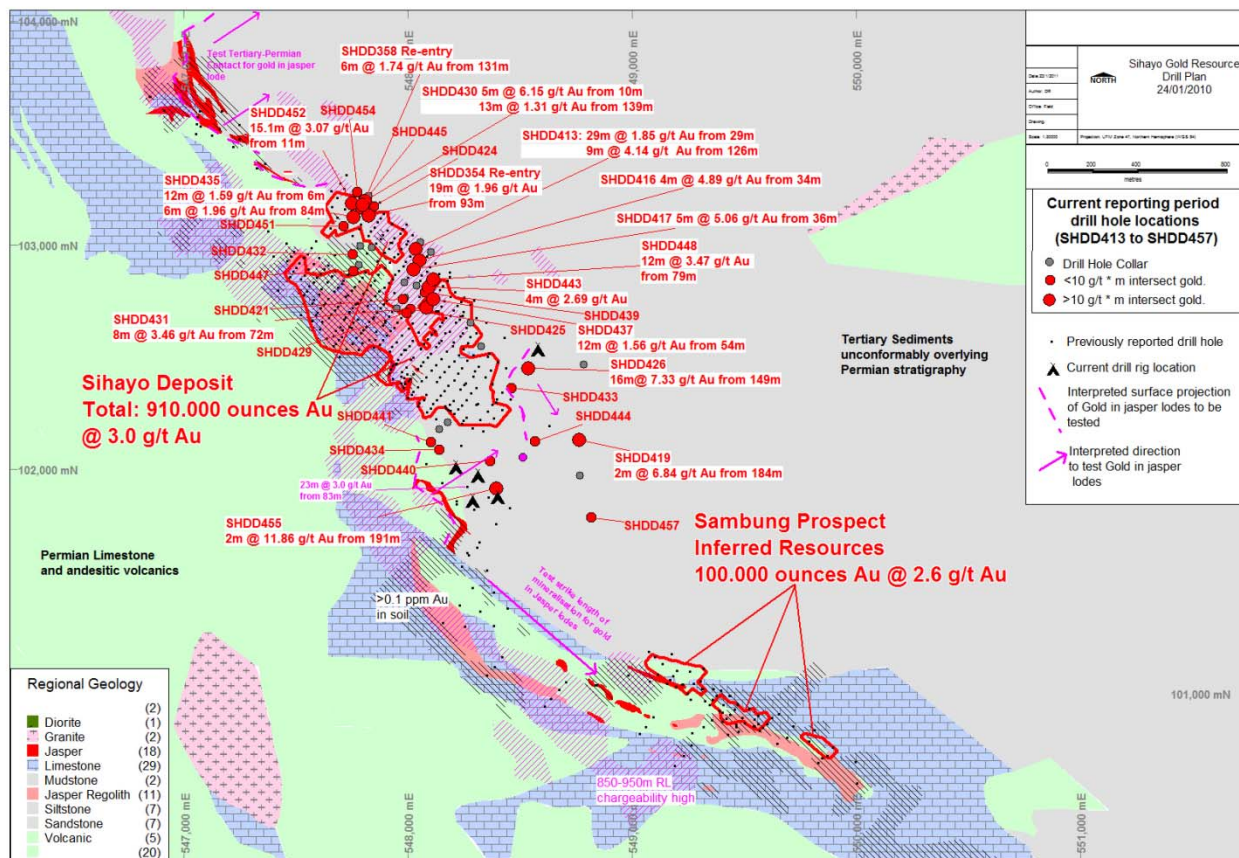 104,000 mN
Test Tertiary-Permian
Contact for gold in jasper
lode
SHDD358 Re-entry
6m @ 1.74 g/t Au from 131m
SHDD430 5m @ 6.15 g/t Au from 10m
13m @ 1.31 g/t Au from 139m
SHDD452
15.1m @ 3.07 g/t Au
from 11m
SHDD454
SHDD445
SHDD424
SHDD413: 29m @ 1.85 g/t Au from 29m
9m @ 4.14 g/t Au from 126m
SHDD354 Re-entry
19m @ 1.96 g/t Au
from 93m
SHDD416 4m @ 4.89 g/t Au from 34m
SHDD435
12m @ 1.59 g/t Au from 6m
6m @ 1.96 g/t Au from 84m
SHDD417 5m @ 5.06 g/t Au from 36m
SHDD451
103,000 mN
SHDD432
SHDD448
12m @ 3.47 g/t Au
from 79m
SHDD447
SHDD443
4m @ 2.69 g/t Au
SHDD421
SHDD439
SHDD431
8m @ 3.46 g/t Au from 72m
SHDD425
SHDD437
12m @ 1.56 g/t Au from 54m
SHDD429
SHDD426
16m@ 7.33 g/t Au from 149m
Tertiary Sediments
unconformably overlying
Permian stratigraphy
Sihayo Deposit
Total: 910.000 ounces Au
@ 3.0 g/t Au
SHDD433
SHDD441
SHDD444
SHDD434
SHDD419
2m @ 6.84 g/t Au from 184m
102,000 mN
SHDD440
23m @ 3.0 g/t Au
from 83m
SHDD455
2m @ 11.86 g/t Au from 191m
SHDD457
Sambung Prospect
Inferred Resources
100.000 ounces Au @ 2.6 g/t Au
Permian Limestone
and andesitic volcanics
>0.1 ppm Au
in soil
Test strike length of
mineralisation for gold
in Jasper lodes
101,000 mN
850-950m RL
chargeability high
547,000 mE
548,000 mE
549,000 mE
550,000 mE
551,000 mE
549,000 mE
550,000 mE
Regional Geology
(2)
Diorite (1)
Granite (2)
Jasper (18)
Limestone (29)
Mudstone (2)
Jasper Regolith (11)
Siltstone (7)
Sandstone (7)
Volcanic (5)
(20)
NORTH
Sihayo Gold Resource
Drill Plan
24/01/2010
0 400 800
metres
Current reporting period
drill hole locations
(SHDD413 to SHDD457)
Drill Hole Collar
<10 g/t * m intersect gold.
>10 g/t * m intersect gold.
Previously reported drill hole
Current drill rig location
Interpreted surface projection
of Gold in jasper lodes to be
tested
Interpreted direction
to test Gold in jasper
lodes